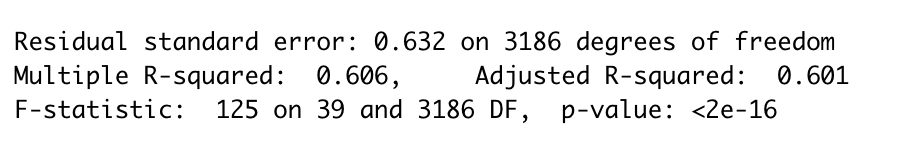 Residual standard error: 0.632 on 3186 degrees of freedom
Multiple R-squared:  0.606,	Adjusted R-squared:  0.601
F-statistic:  125 on 39 and 3186 DF,  p-value: <2e-16